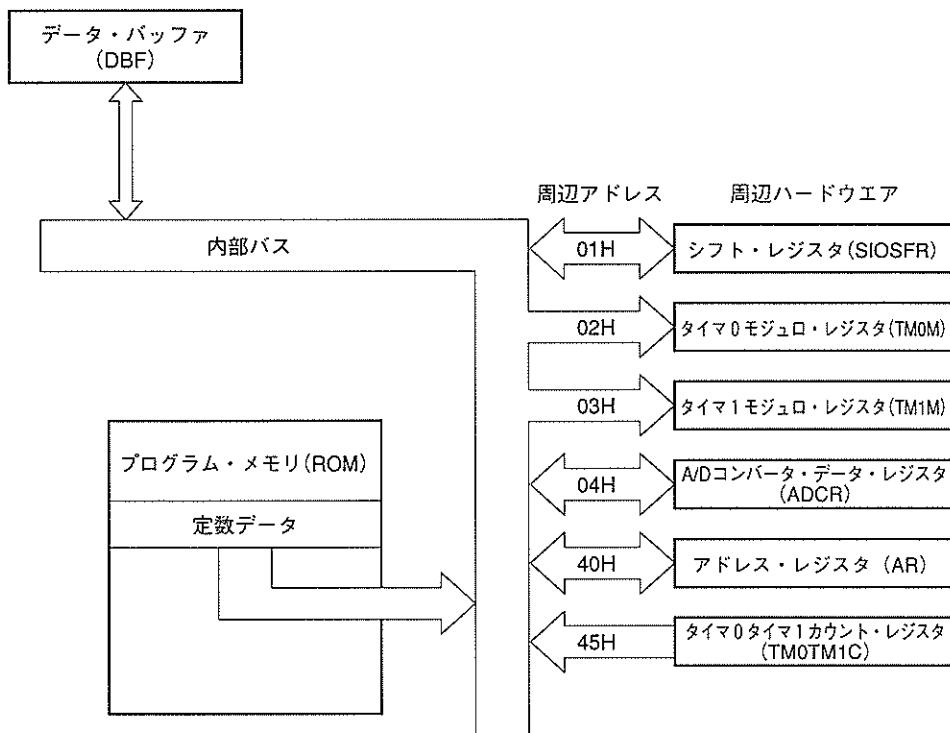 データ・バッファ
(DBF)
内部バス
周辺アドレス
周辺ハードウエア
01H
シフト・レジスタ(SIOSFR)
02H
タイマ0モジュロ・レジスタ(TM0M)
03H
タイマ1モジュロ・レジスタ(TM1M)
04H
A/Dコンバータ・データ・レジスタ
(ADCR)
40H
アドレス・レジスタ (AR)
45H
タイマ0タイマ1カウント・レジスタ
(TM0TM1C)
プログラム・メモリ(ROM)
定数データ